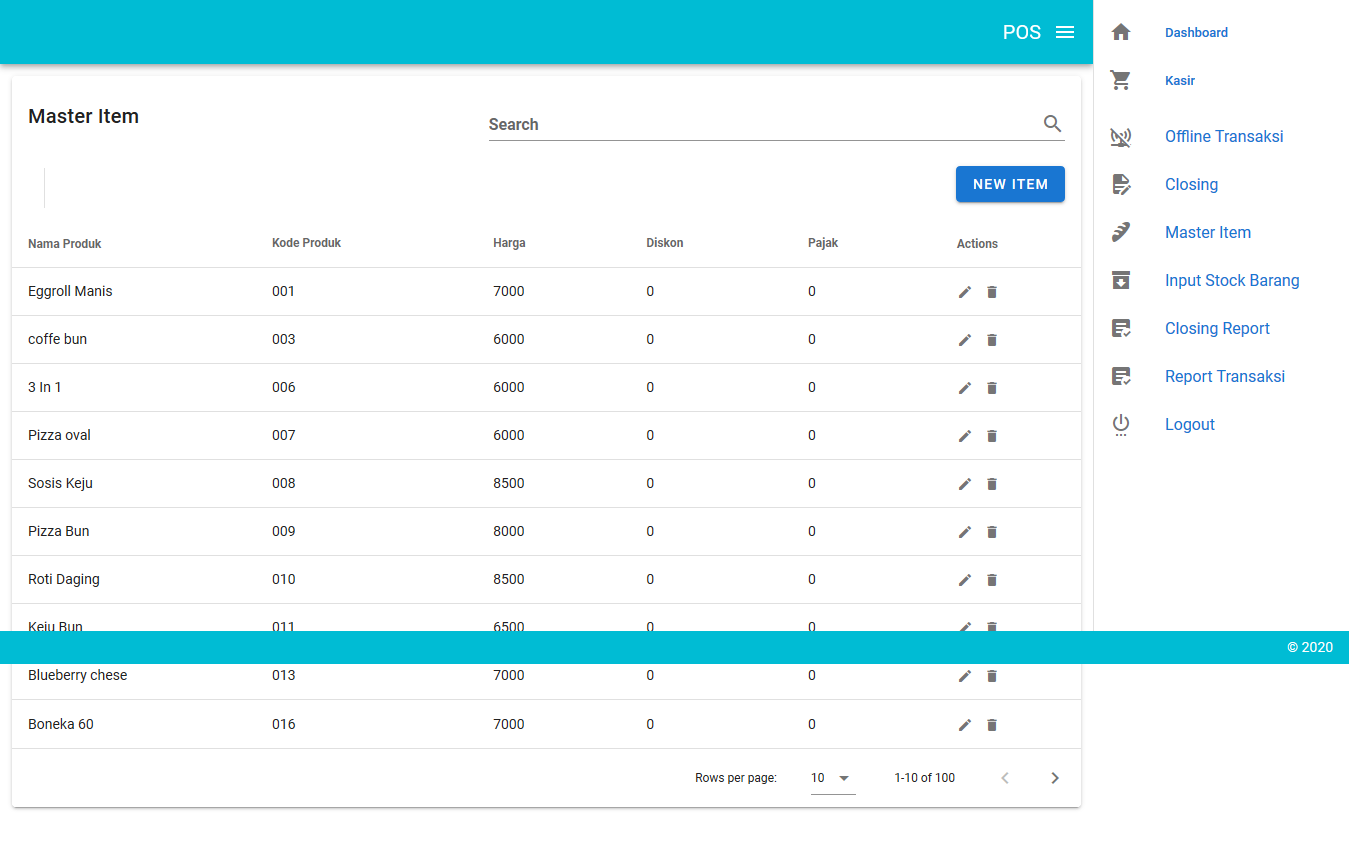 POS
Dashboard
Kasir
Offline Transaksi
Closing
Master Item
Input Stock Barang
Closing Report
Report Transaksi
Logout
Master Item
Search
NEW ITEM
Nama Produk Kode Produk Harga Diskon Pajak Actions
Eggroll Manis 001 7000 0 0
coffe bun 003 6000 0 0
3 In 1 006 6000 0 0
Pizza oval 007 6000 0 0
Sosis Keju 008 8500 0 0
Pizza Bun 009 8000 0 0
Roti Daging 010 8500 0 0
Keju Bun 011 6500 0 0
© 2020
Blueberry chese 013 7000 0 0
Boneka 60 016 7000 0 0
Rows per page: 10 1-10 of 100